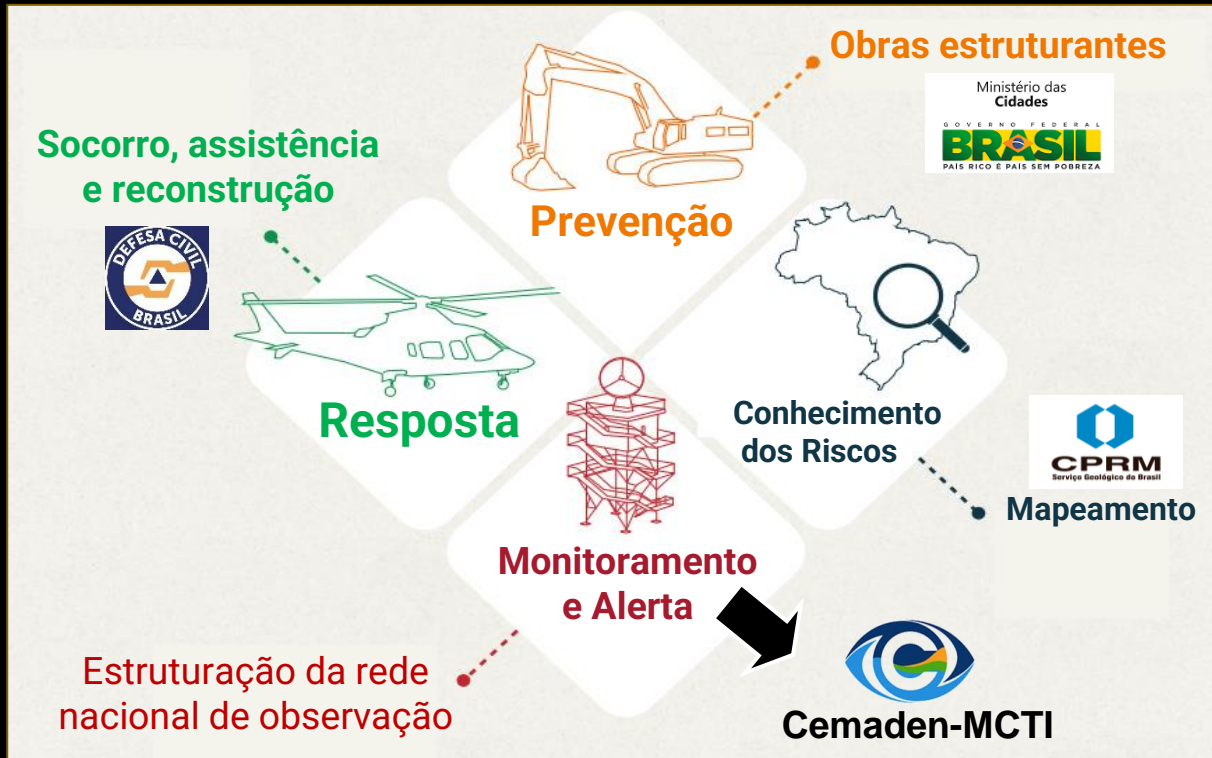 Obras estruturantes
Ministério das
Cidades
GOVERNO FEDERAL
BRASIL
PAÍS RICO É PAÍS SEM POBREZA
Socorro, assistência
e reconstrução
DEFESA CIVIL
BRASIL
Prevenção
Resposta
Conhecimento
dos Riscos
CPRM
Serviço Geológico do Brasil
Mapeamento
Monitoramento
e Alerta
Estruturação da rede
nacional de observação
Cemaden-MCTI